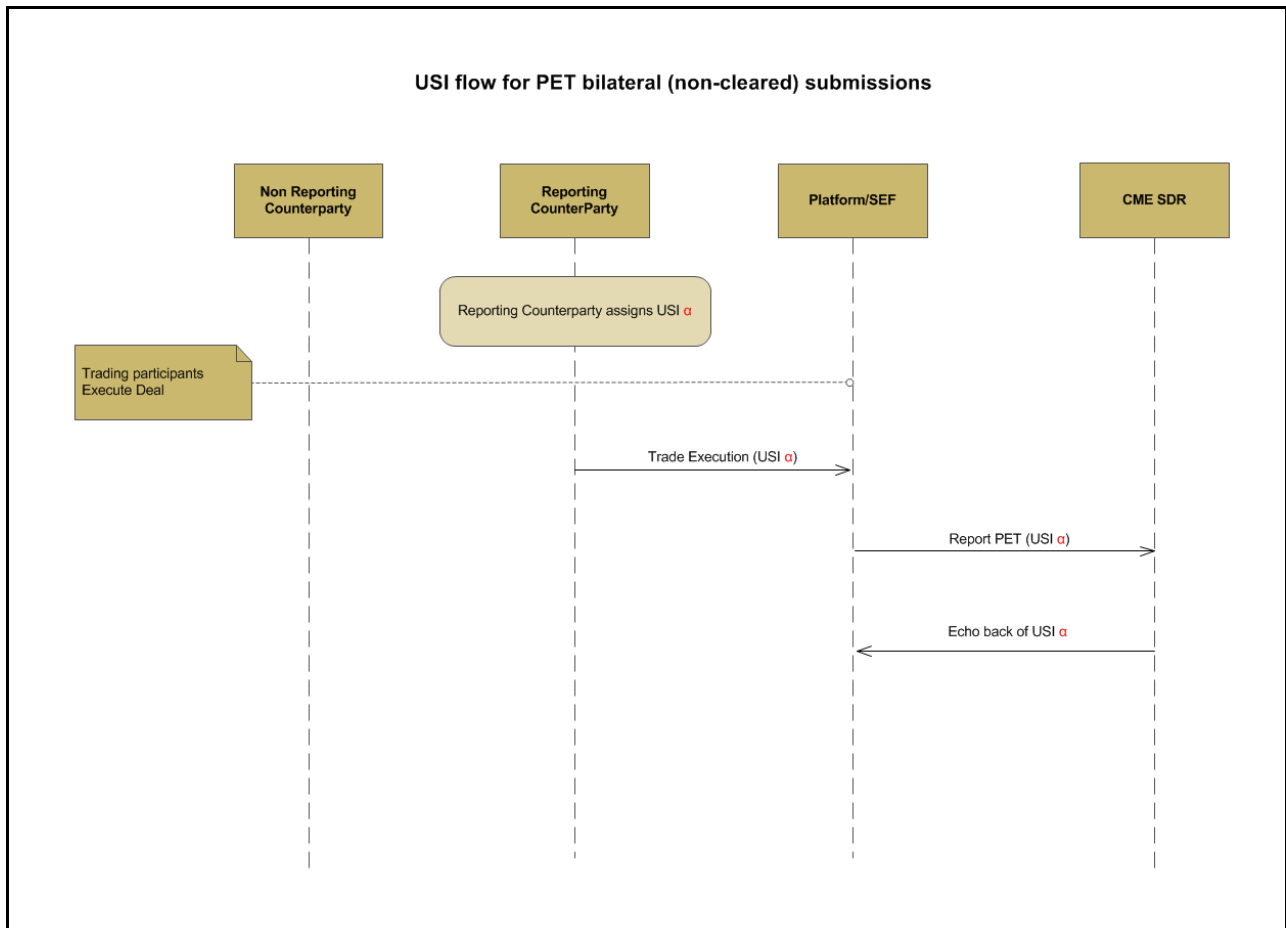 USI flow for PET bilateral (non-cleared) submissions
Non Reporting
Counterparty
Reporting
CounterParty
Platform/SEF
CME SDR
Reporting Counterparty assigns USI α
Trading participants
Execute Deal
Trade Execution (USI α)
Report PET (USI α)
Echo back of USI α